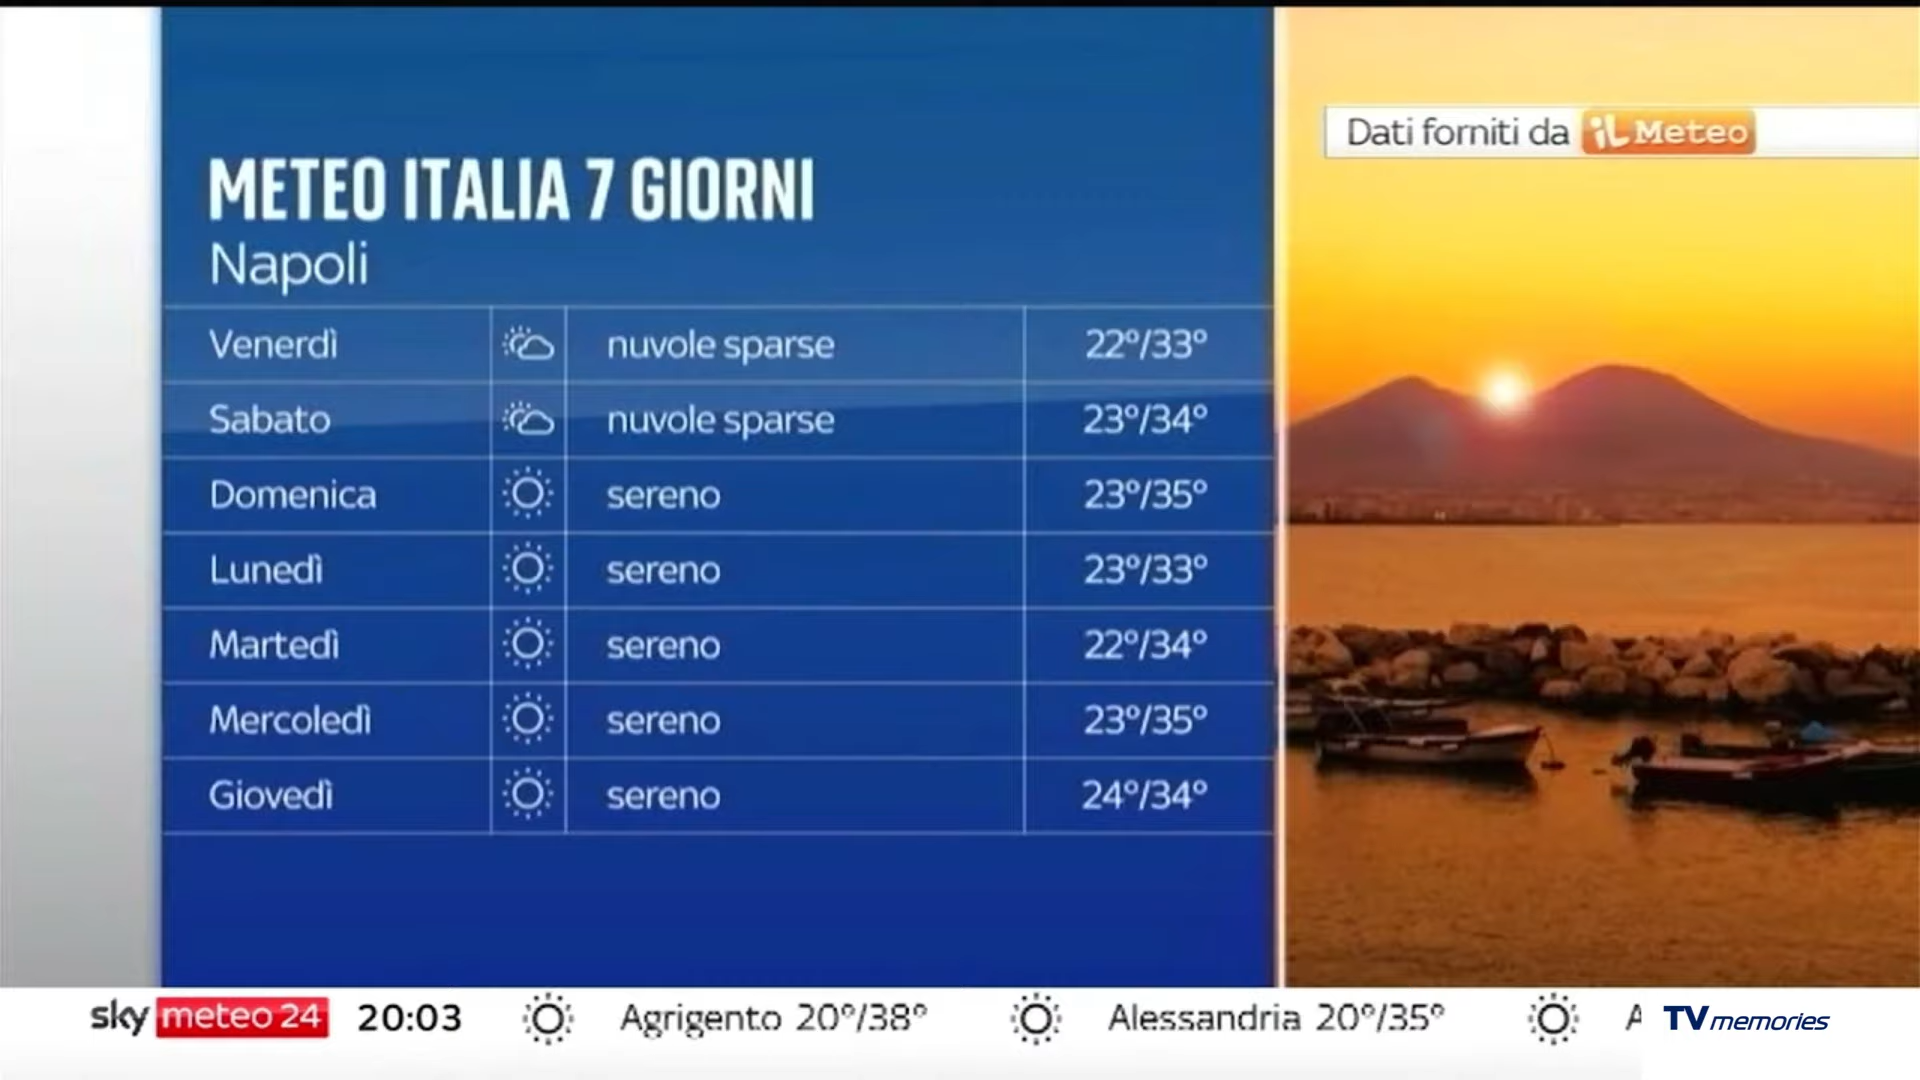 Dati forniti da iL Meteo
METEO ITALIA 7 GIORNI
Napoli
Venerdì nuvole sparse 22°/33°
Sabato nuvole sparse 23°/34°
Domenica sereno 23°/35°
Lunedì sereno 23°/33°
Martedì sereno 22°/34°
Mercoledì sereno 23°/35°
Giovedì sereno 24°/34°
sky meteo 24 20:03 Agrigento 20°/38° Alessandria 20°/35° A TV memories